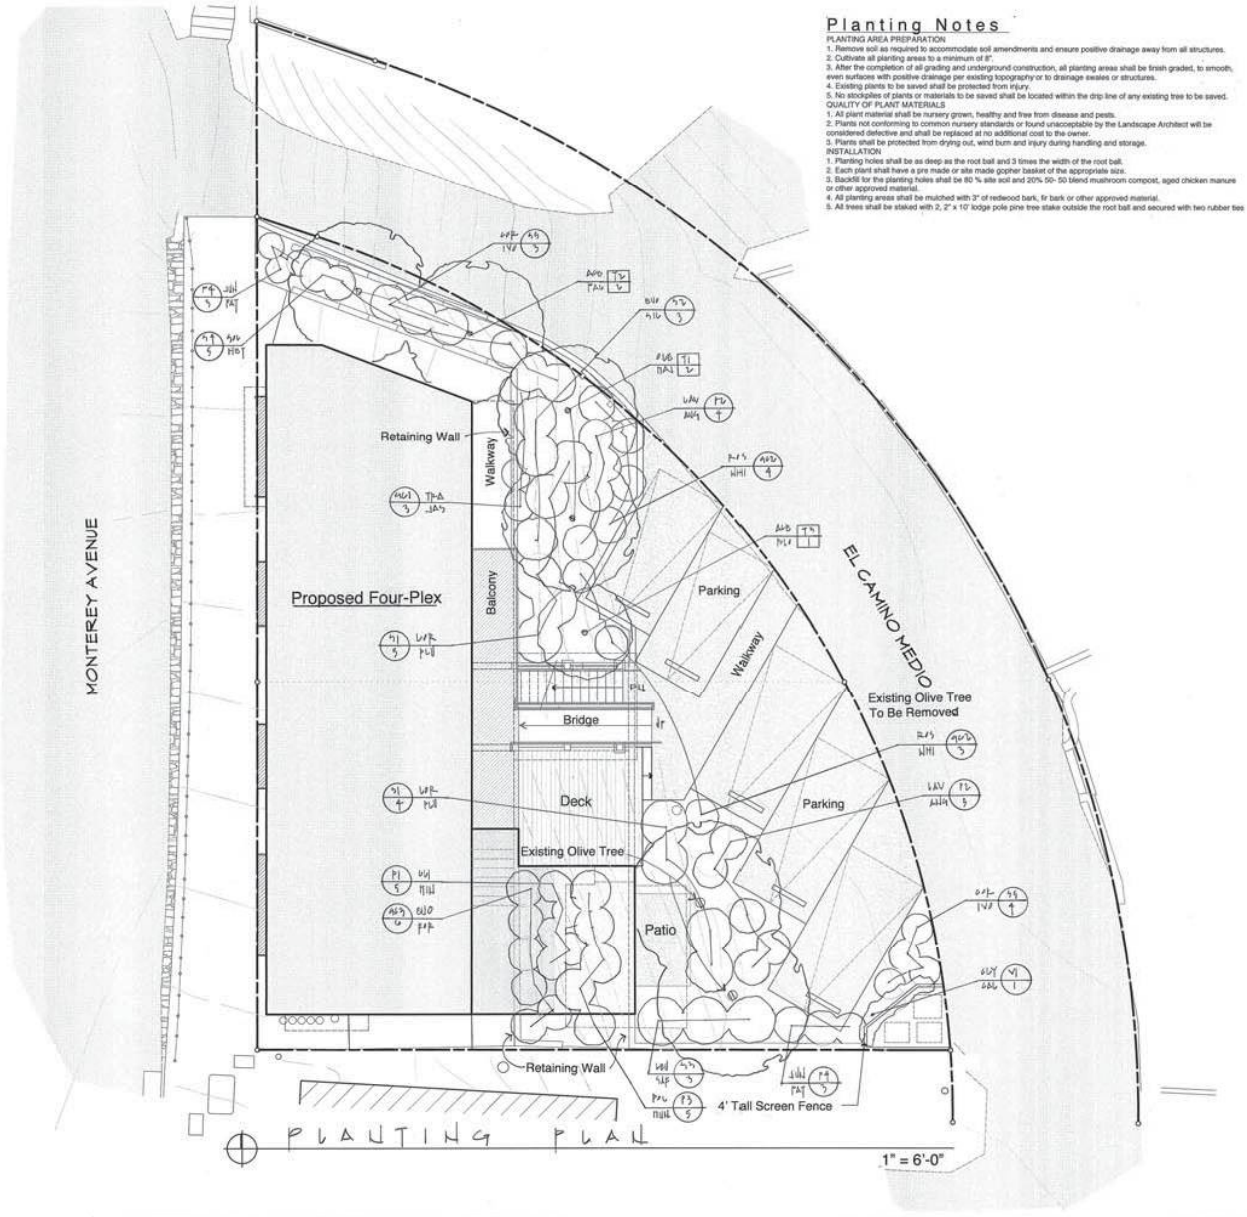 Planting Notes
PLANTING AREA PREPARATION
1. Remove soil as required to accommodate soil amendments and ensure positive drainage away from all structures.
2. Cultivate all planting areas to a minimum of 8".
3. After the completion of all grading and underground construction, all planting areas shall be finish graded, to smooth,
even surfaces with positive drainage per existing topography or to drainage swales or structures.
4. Existing plants to be saved shall be protected from injury.
5. No stockpiles of plants or materials to be saved shall be located within the drip line of any existing tree to be saved.
QUALITY OF PLANT MATERIALS
1. All plant material shall be nursery grown, healthy and free from disease and pests.
2. Plants not conforming to common nursery standards or found unacceptable by the Landscape Architect will be
considered defective and shall be replaced at no additional cost to the owner.
3. Plants shall be protected from drying out, wind burn and injury during handling and storage.
INSTALLATION
1. Planting holes shall be as deep as the root ball and 3 times the width of the root ball.
2. Each plant shall have a pre made or site made gopher basket of the appropriate size.
3. Backfill for the planting holes shall be 80 % site soil and 20% 50- 50 blend mushroom compost, aged chicken manure
or other approved material.
4. All planting areas shall be mulched with 3" of redwood bark, fir bark or other approved material.
5. All trees shall be staked with 2, 2" x 10' lodge pole pine tree stake outside the root ball and secured with two rubber ties
Retaining Wall
Walkway
MONTEREY AVENUE
Proposed Four-Plex
Balcony
Parking
EL CAMINO MEDIO
Walkway
Existing Olive Tree
To Be Removed
Bridge
Deck
Parking
Existing Olive Tree
Patio
Retaining Wall
4' Tall Screen Fence
PLANTING PLAN
1" = 6'-0"